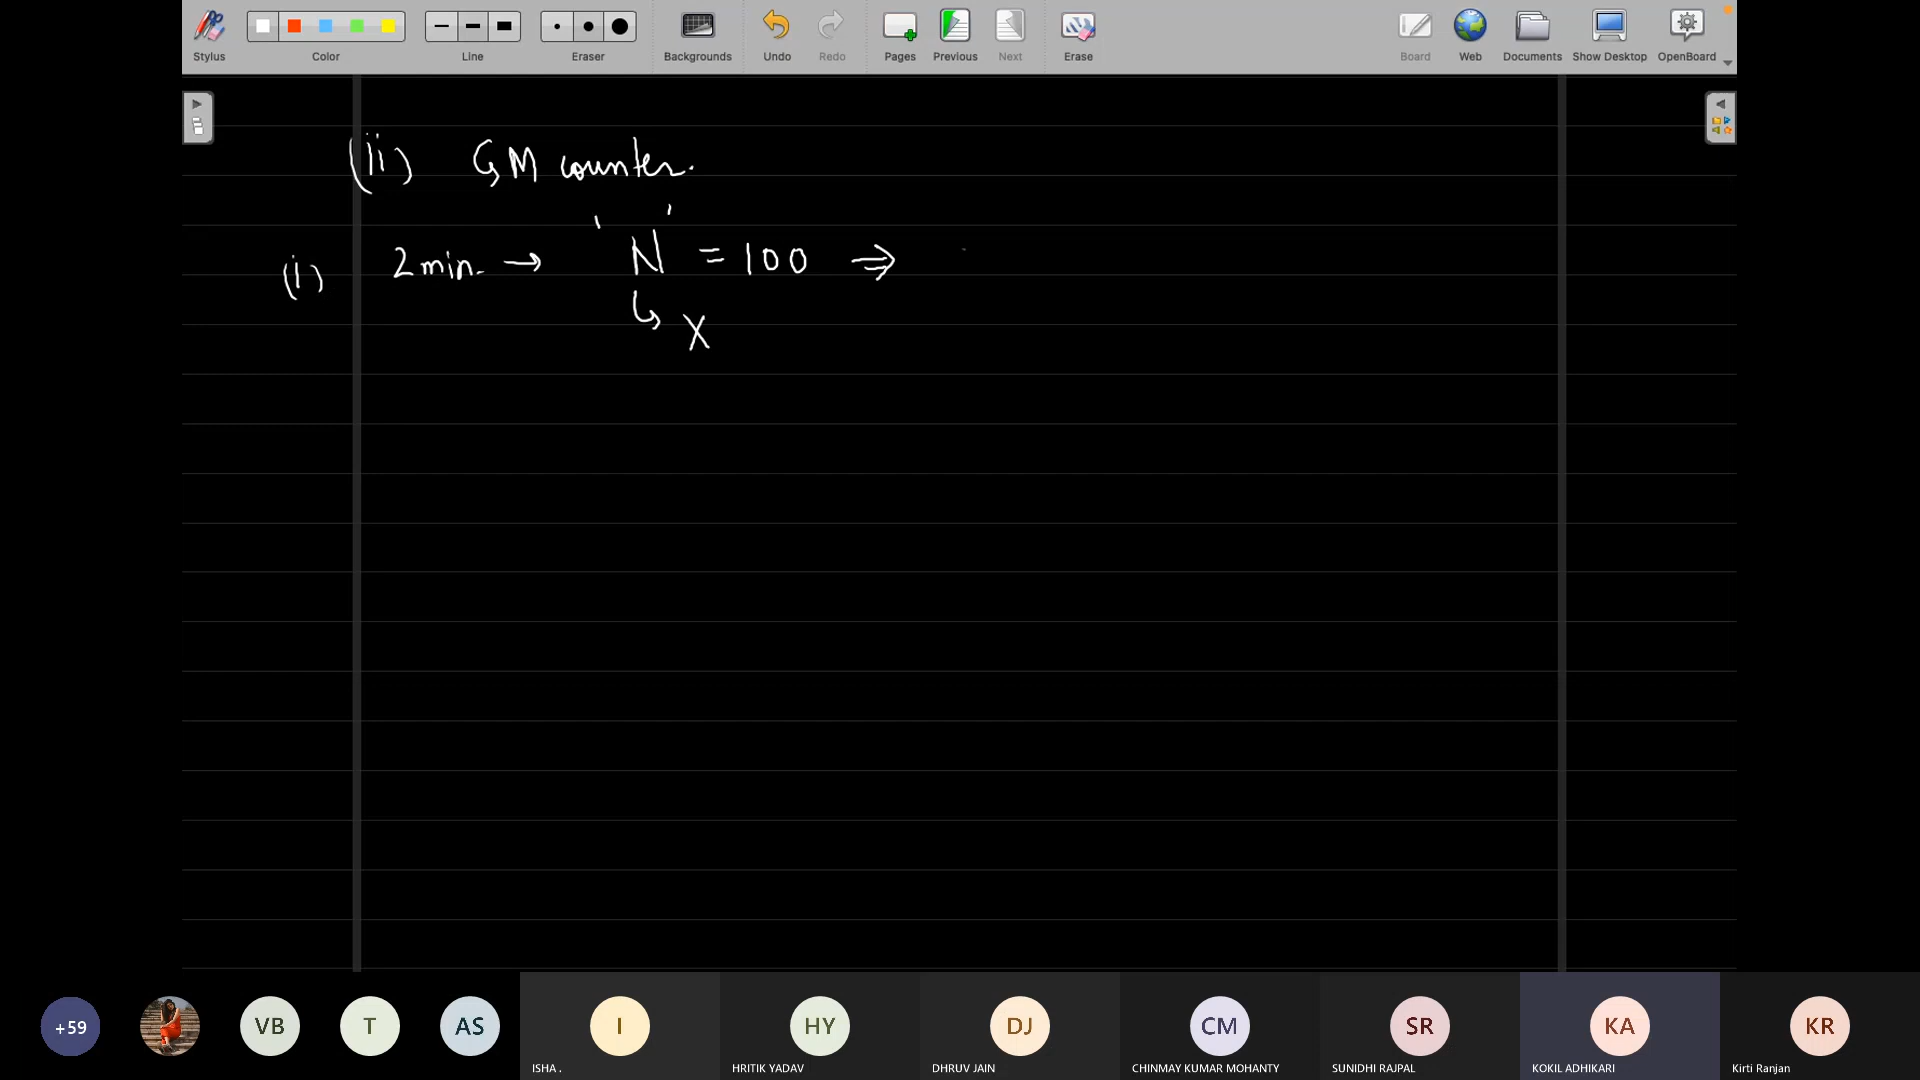 Stylus Color Line Eraser Backgrounds Undo Redo Pages Previous Next Erase Board Web Documents Show Desktop OpenBoard
(ii) GM counter.
(i) 2 min. → 'N' = 100 ⇒
↳ X
+59 VB T AS I HY DJ CM SR KA KR
ISHA . HRITIK YADAV DHRUV JAIN CHINMAY KUMAR MOHANTY SUNIDHI RAJPAL KOKIL ADHIKARI Kirti Ranjan